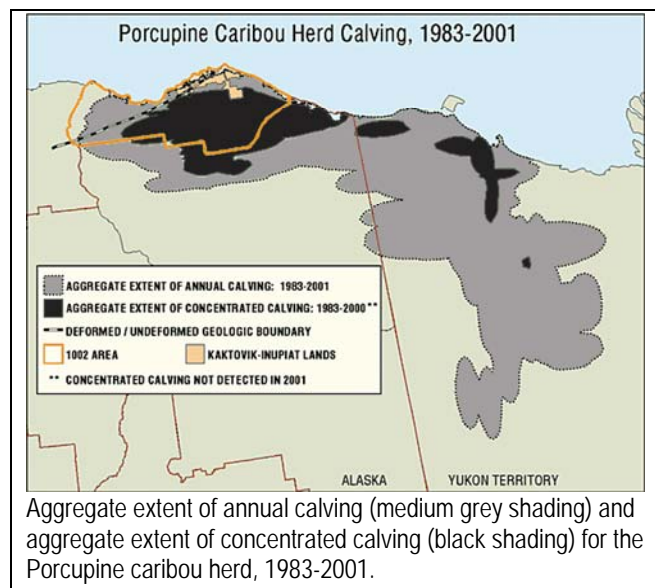 Porcupine Caribou Herd Calving, 1983-2001
AGGREGATE EXTENT OF ANNUAL CALVING: 1983-2001
AGGREGATE EXTENT OF CONCENTRATED CALVING: 1983-2000**
DEFORMED / UNDEFORMED GEOLOGIC BOUNDARY
1002 AREA KAKTOVIK-INUPIAT LANDS
** CONCENTRATED CALVING NOT DETECTED IN 2001
ALASKA YUKON TERRITORY
Aggregate extent of annual calving (medium grey shading) and
aggregate extent of concentrated calving (black shading) for the
Porcupine caribou herd, 1983-2001.